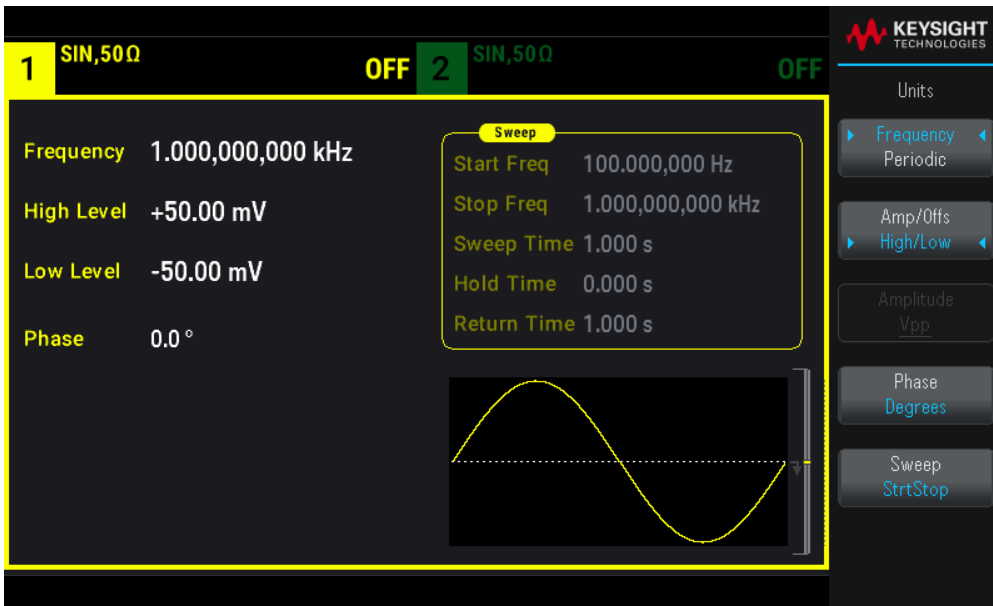 KEYSIGHT
TECHNOLOGIES
1 SIN,50Ω OFF 2 SIN,50Ω OFF
Units
Frequency 1.000,000,000 kHz
High Level +50.00 mV
Low Level -50.00 mV
Phase 0.0 °
Sweep
Start Freq 100.000,000 Hz
Stop Freq 1.000,000,000 kHz
Sweep Time 1.000 s
Hold Time 0.000 s
Return Time 1.000 s
Frequency
Periodic
Amp/Offs
High/Low
Amplitude
Vpp
Phase
Degrees
Sweep
StrtStop